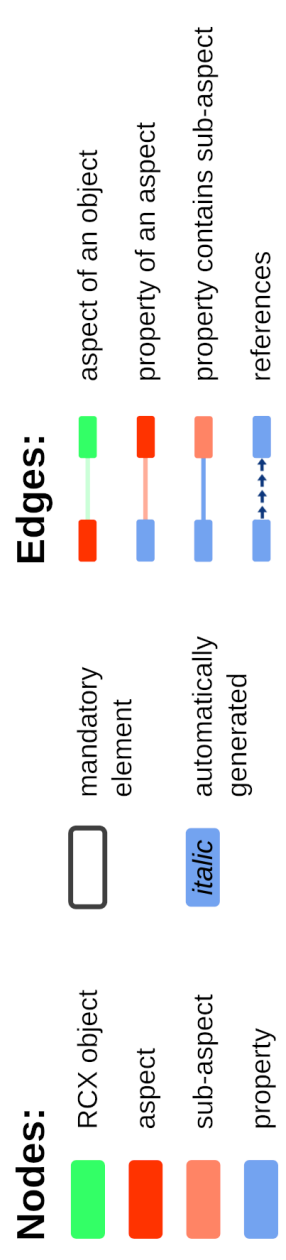 Nodes:
RCX object
aspect
sub-aspect
property
mandatory
element
italic
automatically
generated
Edges:
aspect of an object
property of an aspect
property contains sub-aspect
references